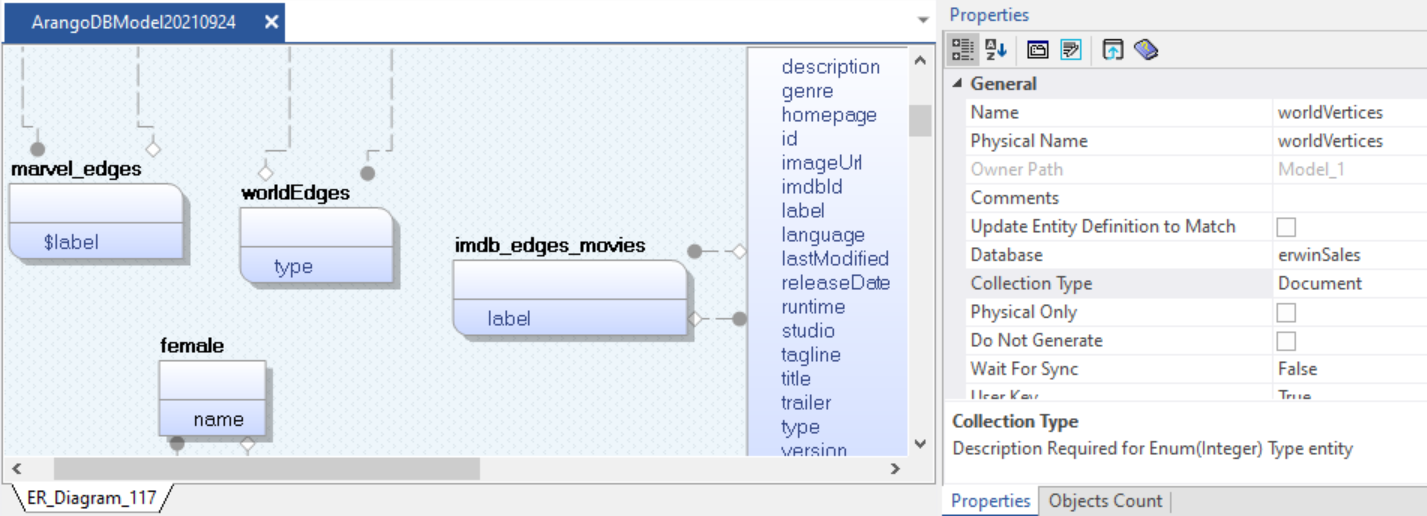 ArangoDBModel20210924
marvel_edges
$label
worldEdges
type
imdb_edges_movies
label
female
name
description
genre
homepage
id
imageUrl
imdbId
label
language
lastModified
releaseDate
runtime
studio
tagline
title
trailer
type
version
ER_Diagram_117
Properties
General
Name worldVertices
Physical Name worldVertices
Owner Path Model_1
Comments
Update Entity Definition to Match
Database erwinSales
Collection Type Document
Physical Only
Do Not Generate
Wait For Sync False
User Key True
Collection Type
Description Required for Enum(Integer) Type entity
Properties Objects Count